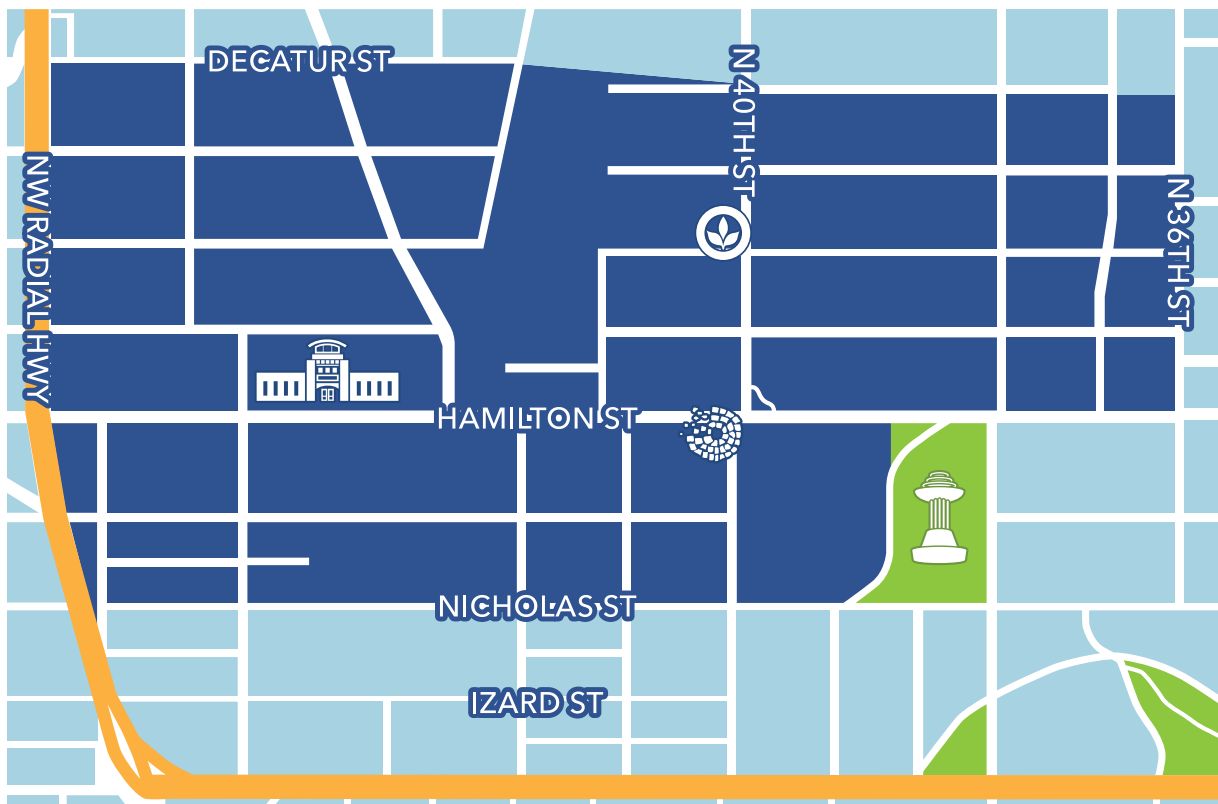 DECATUR ST
N 40TH ST
NW RADIAL HWY
N 36TH ST
HAMILTON ST
NICHOLAS ST
IZARD ST